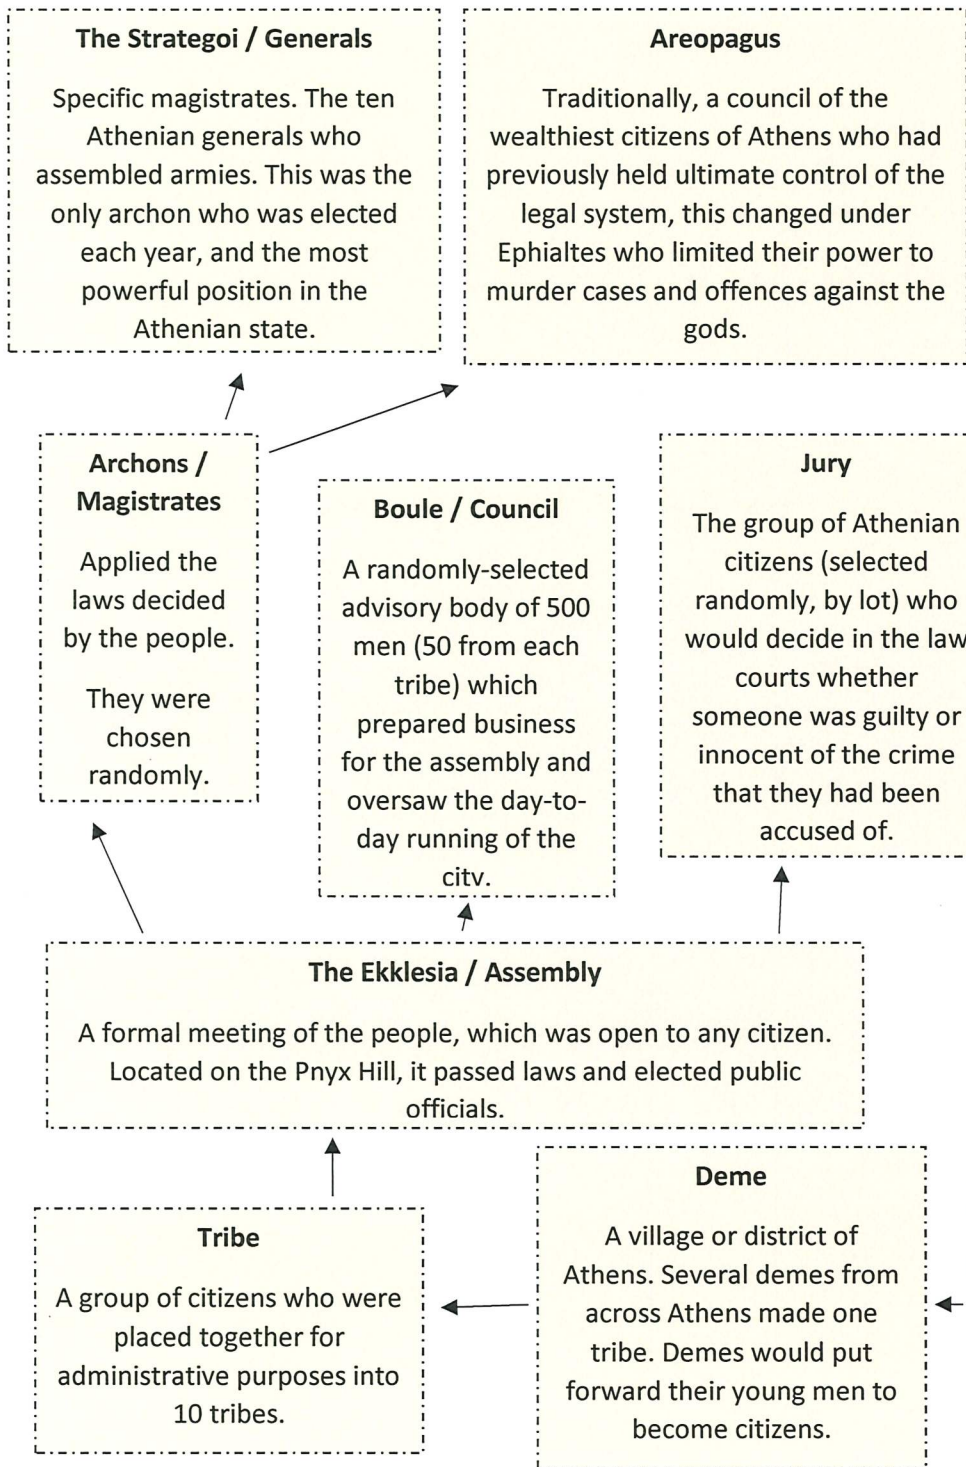 The Strategoi / Generals
Specific magistrates. The ten
Athenian generals who
assembled armies. This was the
only archon who was elected
each year, and the most
powerful position in the
Athenian state.
Areopagus
Traditionally, a council of the
wealthiest citizens of Athens who had
previously held ultimate control of the
legal system, this changed under
Ephialtes who limited their power to
murder cases and offences against the
gods.
Archons /
Magistrates
Applied the
laws decided
by the people.
They were
chosen
randomly.
Boule / Council
A randomly-selected
advisory body of 500
men (50 from each
tribe) which
prepared business
for the assembly and
oversaw the day-to-
day running of the
city.
Jury
The group of Athenian
citizens (selected
randomly, by lot) who
would decide in the law
courts whether
someone was guilty or
innocent of the crime
that they had been
accused of.
The Ekklesia / Assembly
A formal meeting of the people, which was open to any citizen.
Located on the Pnyx Hill, it passed laws and elected public
officials.
Tribe
A group of citizens who were
placed together for
administrative purposes into
10 tribes.
Deme
A village or district of
Athens. Several demes from
across Athens made one
tribe. Demes would put
forward their young men to
become citizens.